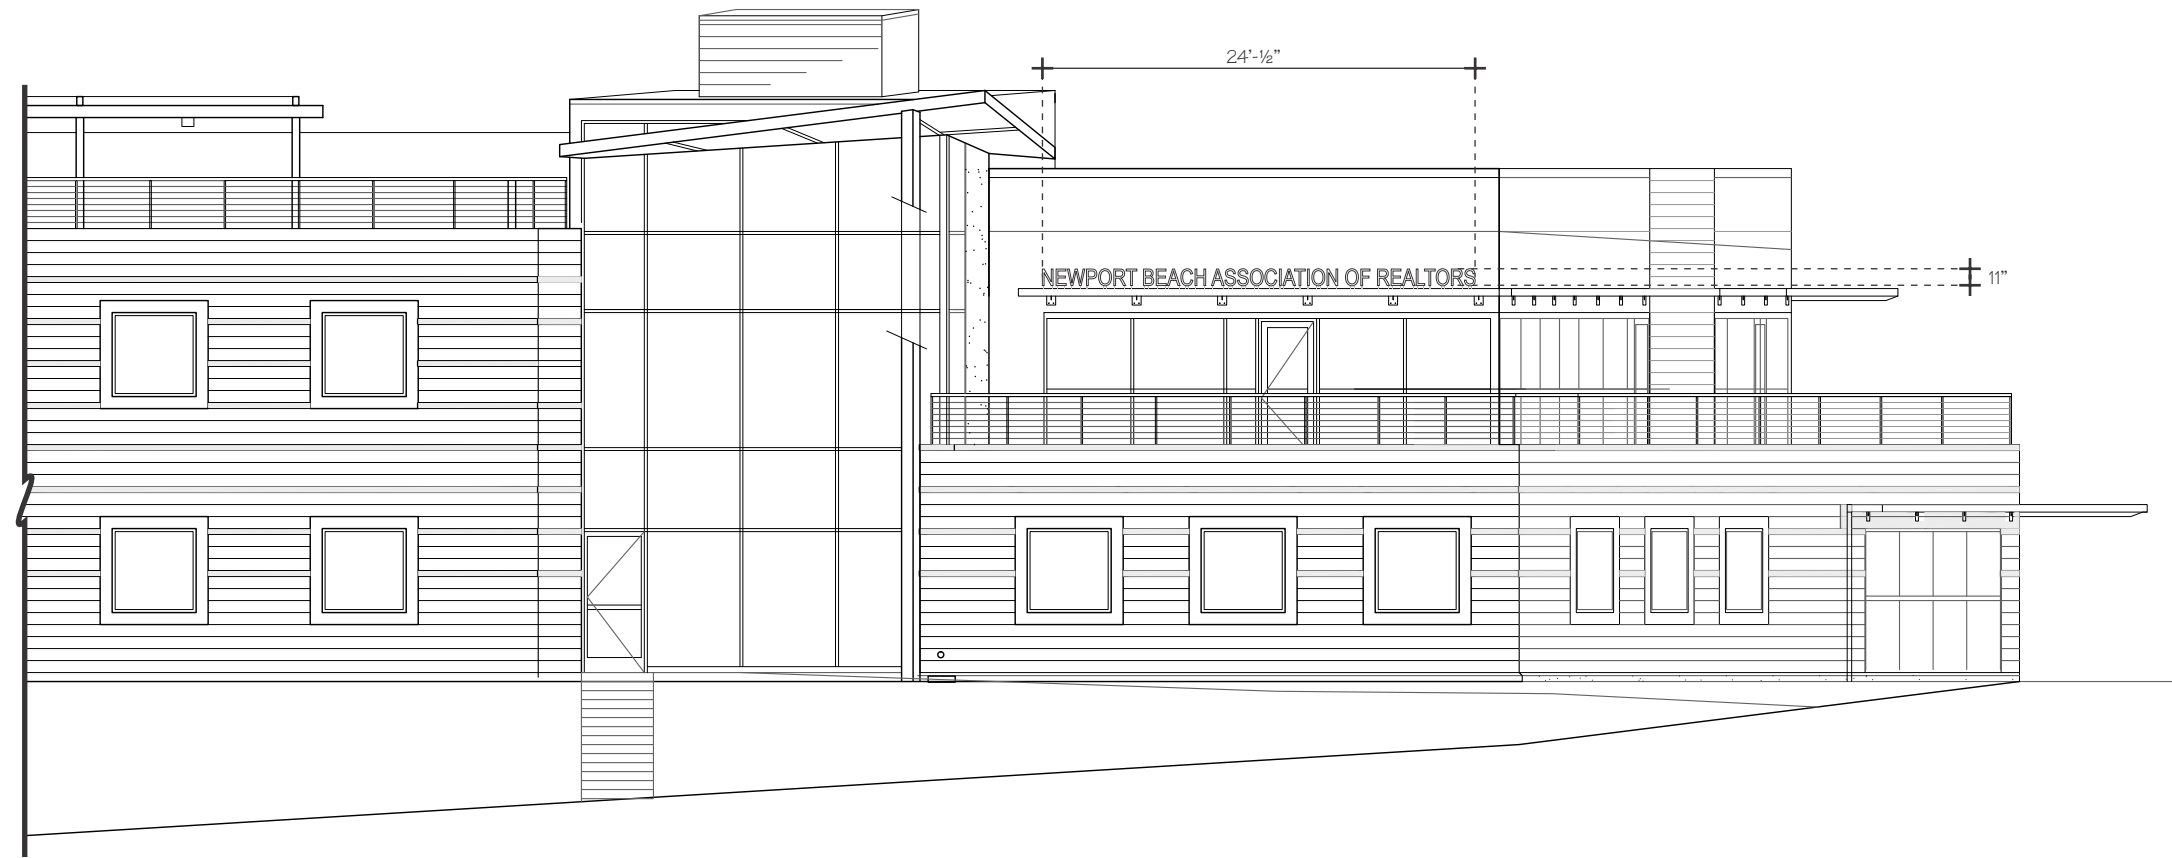 24’-½”
NEWPORT BEACH ASSOCIATION OF REALTORS
11”